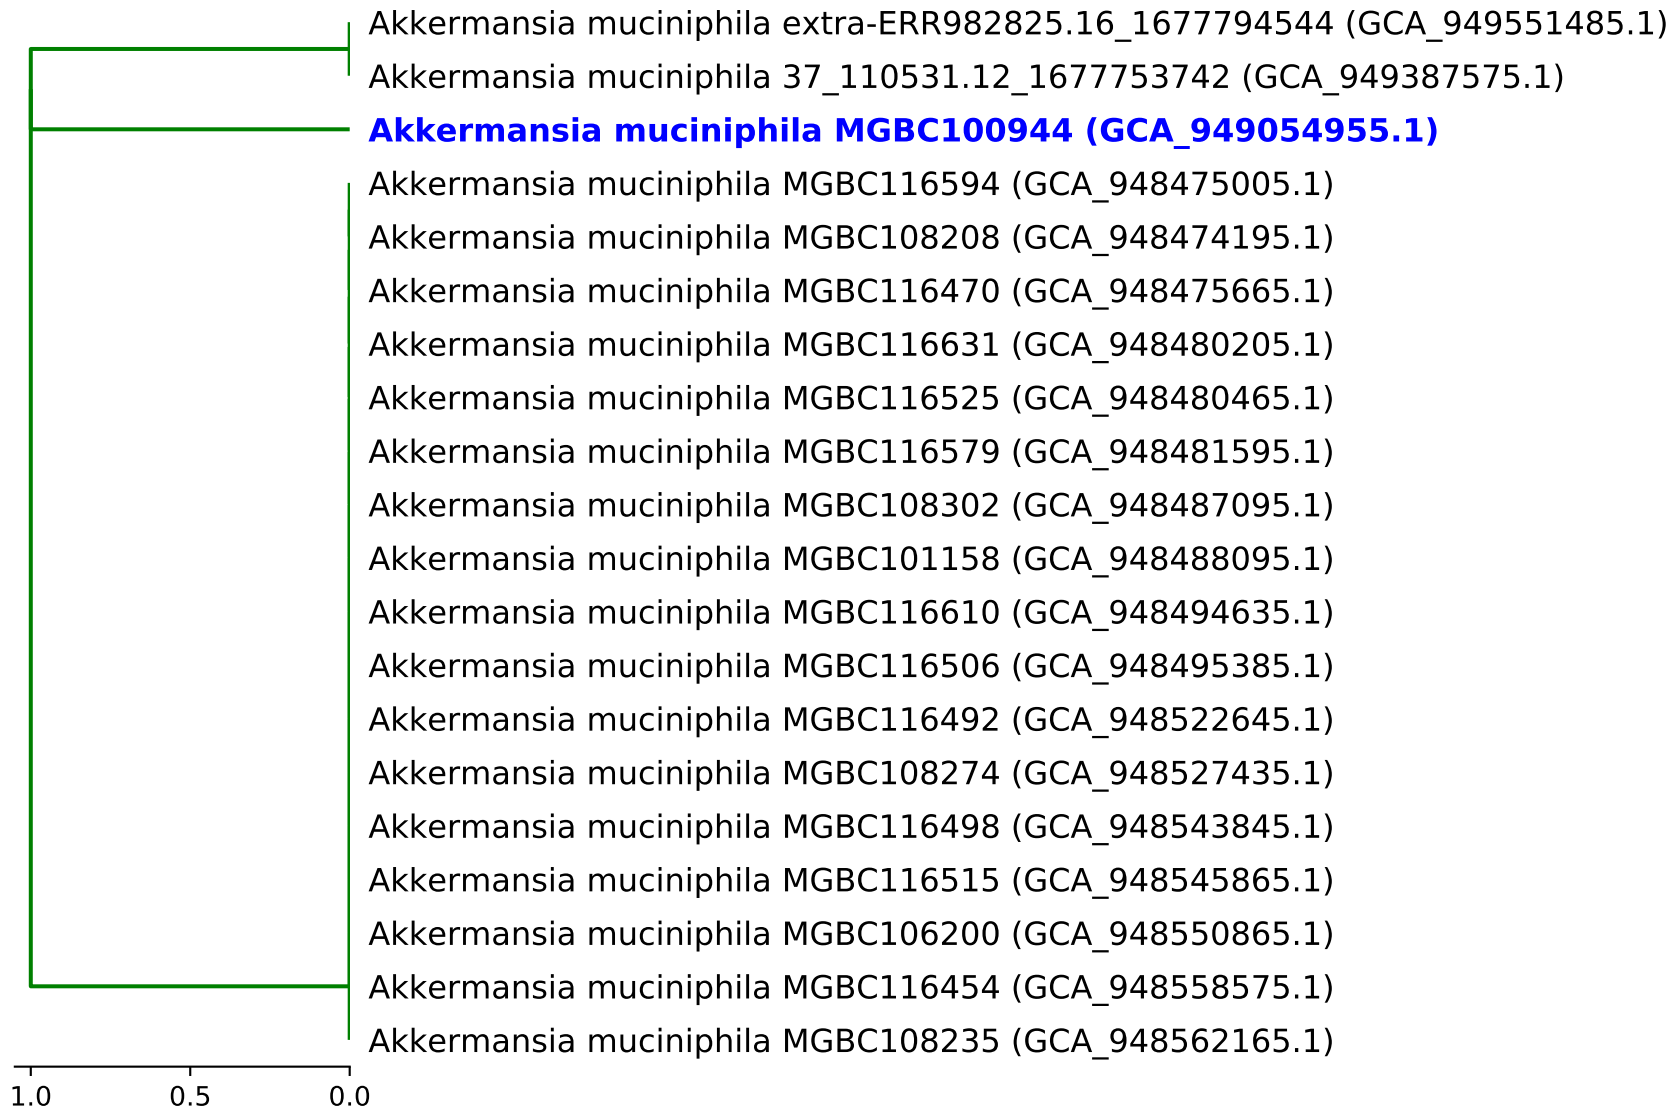 Akkermansia muciniphila extra-ERR982825.16_1677794544 (GCA_949551485.1)
Akkermansia muciniphila 37_110531.12_1677753742 (GCA_949387575.1)
Akkermansia muciniphila MGBC100944 (GCA_949054955.1)
Akkermansia muciniphila MGBC116594 (GCA_948475005.1)
Akkermansia muciniphila MGBC108208 (GCA_948474195.1)
Akkermansia muciniphila MGBC116470 (GCA_948475665.1)
Akkermansia muciniphila MGBC116631 (GCA_948480205.1)
Akkermansia muciniphila MGBC116525 (GCA_948480465.1)
Akkermansia muciniphila MGBC116579 (GCA_948481595.1)
Akkermansia muciniphila MGBC108302 (GCA_948487095.1)
Akkermansia muciniphila MGBC101158 (GCA_948488095.1)
Akkermansia muciniphila MGBC116610 (GCA_948494635.1)
Akkermansia muciniphila MGBC116506 (GCA_948495385.1)
Akkermansia muciniphila MGBC116492 (GCA_948522645.1)
Akkermansia muciniphila MGBC108274 (GCA_948527435.1)
Akkermansia muciniphila MGBC116498 (GCA_948543845.1)
Akkermansia muciniphila MGBC116515 (GCA_948545865.1)
Akkermansia muciniphila MGBC106200 (GCA_948550865.1)
Akkermansia muciniphila MGBC116454 (GCA_948558575.1)
Akkermansia muciniphila MGBC108235 (GCA_948562165.1)
1.0 0.5 0.0